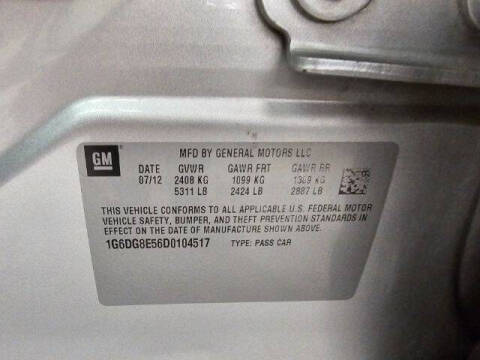 GM
MFD BY GENERAL MOTORS LLC
DATE GVWR GAWR FRT GAWR RR
07/12 2408 KG 1099 KG 1309 KG
5311 LB 2424 LB 2887 LB
THIS VEHICLE CONFORMS TO ALL APPLICABLE U.S. FEDERAL MOTOR
VEHICLE SAFETY, BUMPER, AND THEFT PREVENTION STANDARDS
IN EFFECT ON THE DATE OF MANUFACTURE SHOWN ABOVE.
1G6DG8E56D0104517 TYPE: PASS CAR